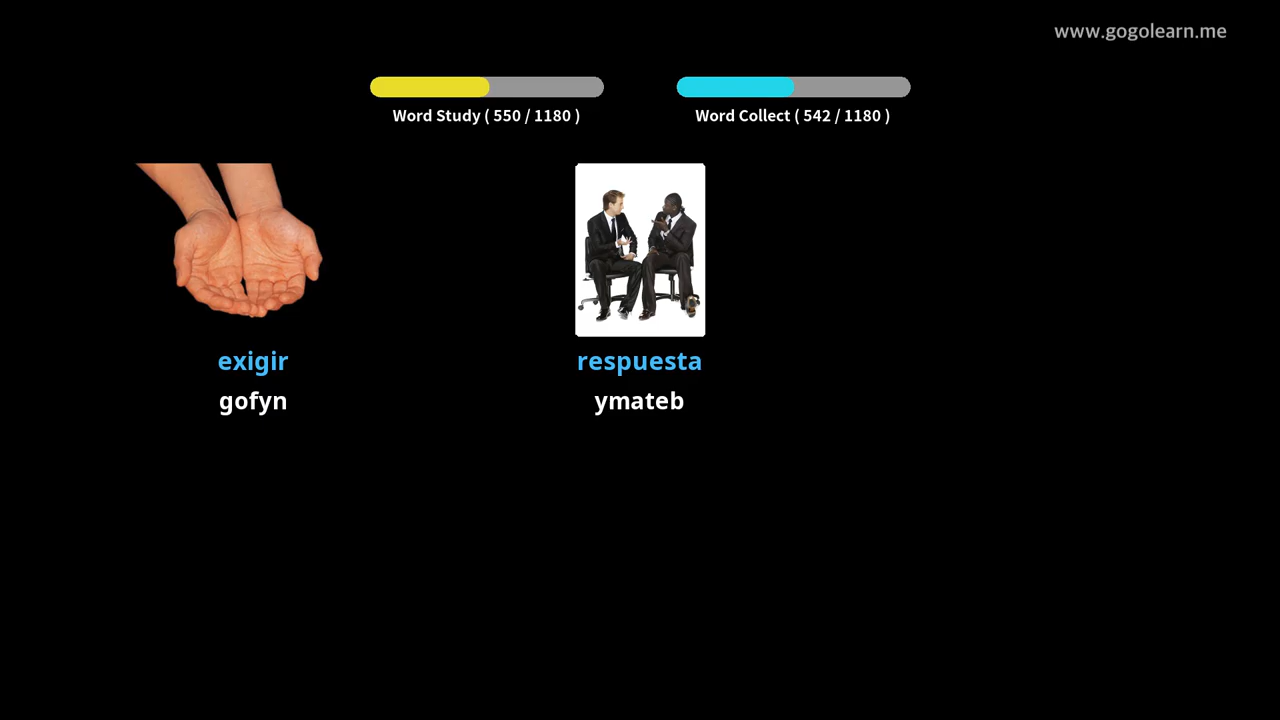 www.gogolearn.me
Word Study ( 550 / 1180 )
Word Collect ( 542 / 1180 )
exigir
gofyn
respuesta
ymateb